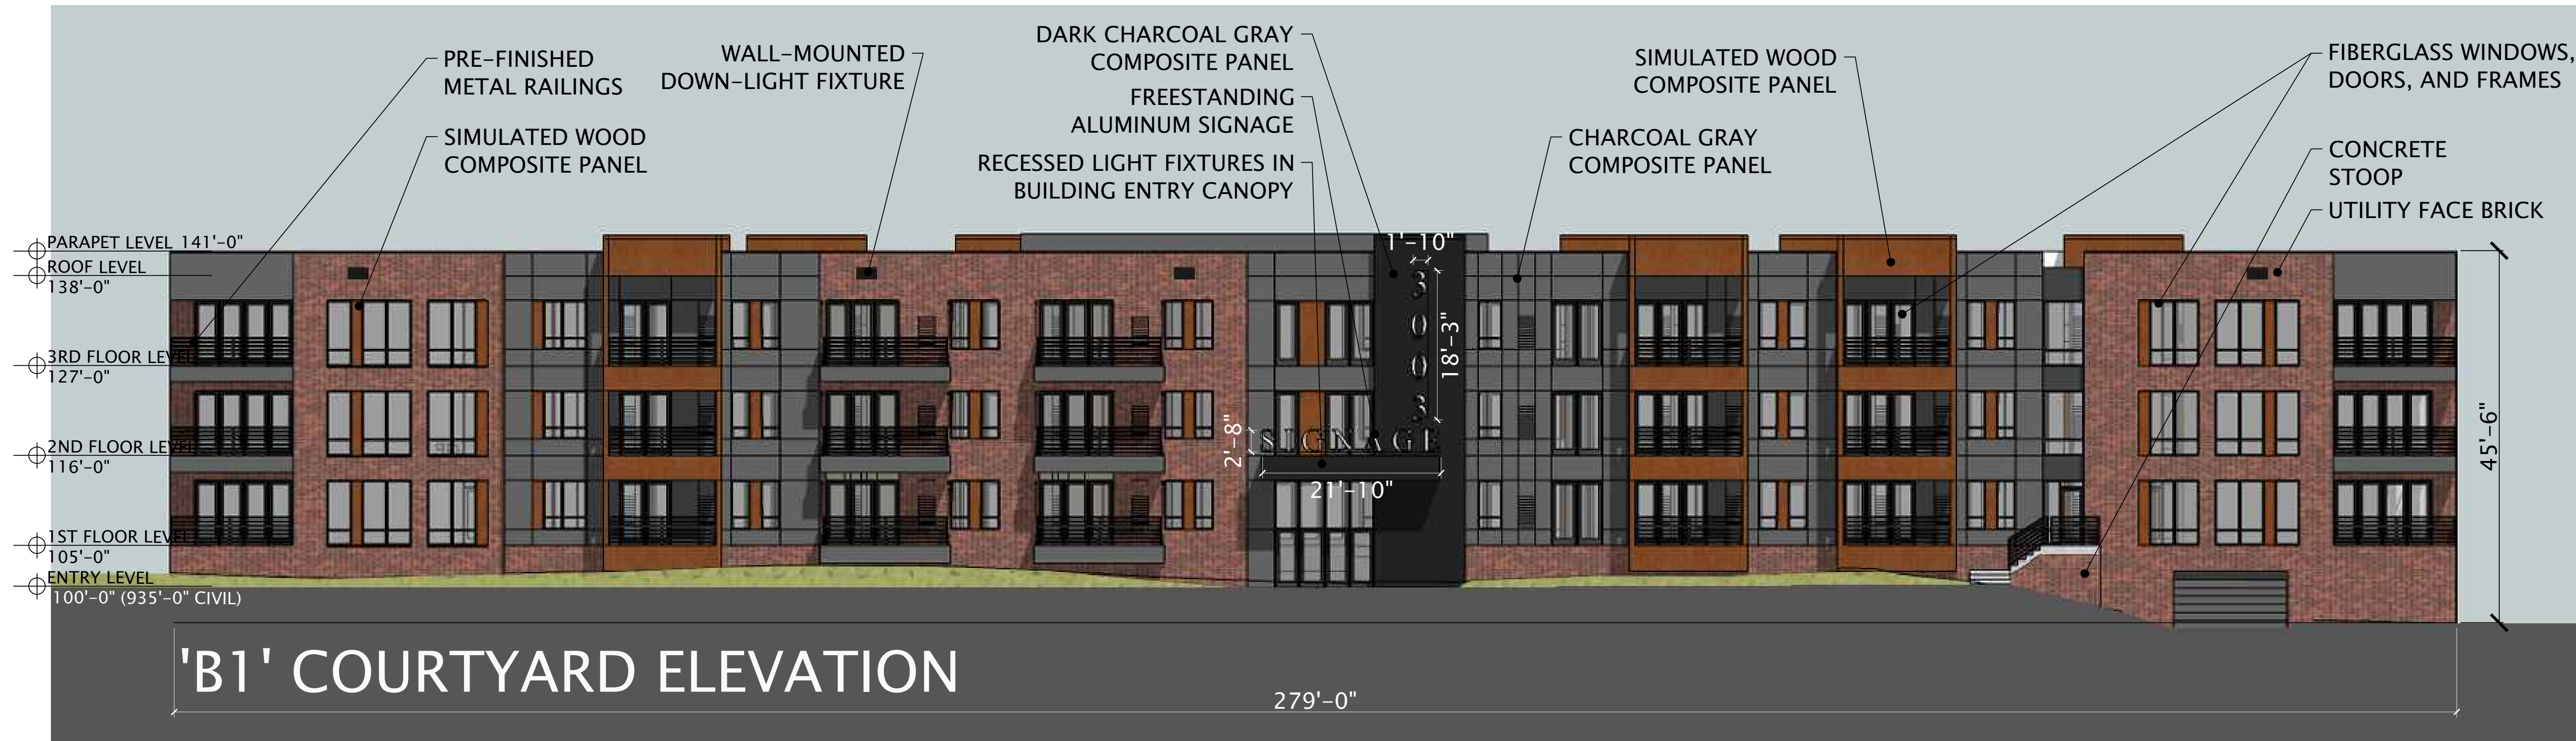 PRE-FINISHED
METAL RAILINGS
SIMULATED WOOD
COMPOSITE PANEL
WALL-MOUNTED
DOWN-LIGHT FIXTURE
DARK CHARCOAL GRAY
COMPOSITE PANEL
FREESTANDING
ALUMINUM SIGNAGE
RECESSED LIGHT FIXTURES IN
BUILDING ENTRY CANOPY
SIMULATED WOOD
COMPOSITE PANEL
CHARCOAL GRAY
COMPOSITE PANEL
FIBERGLASS WINDOWS,
DOORS, AND FRAMES
CONCRETE
STOOP
UTILITY FACE BRICK
PARAPET LEVEL 141'-0"
ROOF LEVEL
138'-0"
3RD FLOOR LEVEL
127'-0"
2ND FLOOR LEVEL
116'-0"
1ST FLOOR LEVEL
105'-0"
ENTRY LEVEL
100'-0" (935'-0" CIVIL)
1'-10"
3
0
0
3
18'-3"
2'-8"
SIGNAGE
21'-10"
45'-6"
'B1' COURTYARD ELEVATION
279'-0"